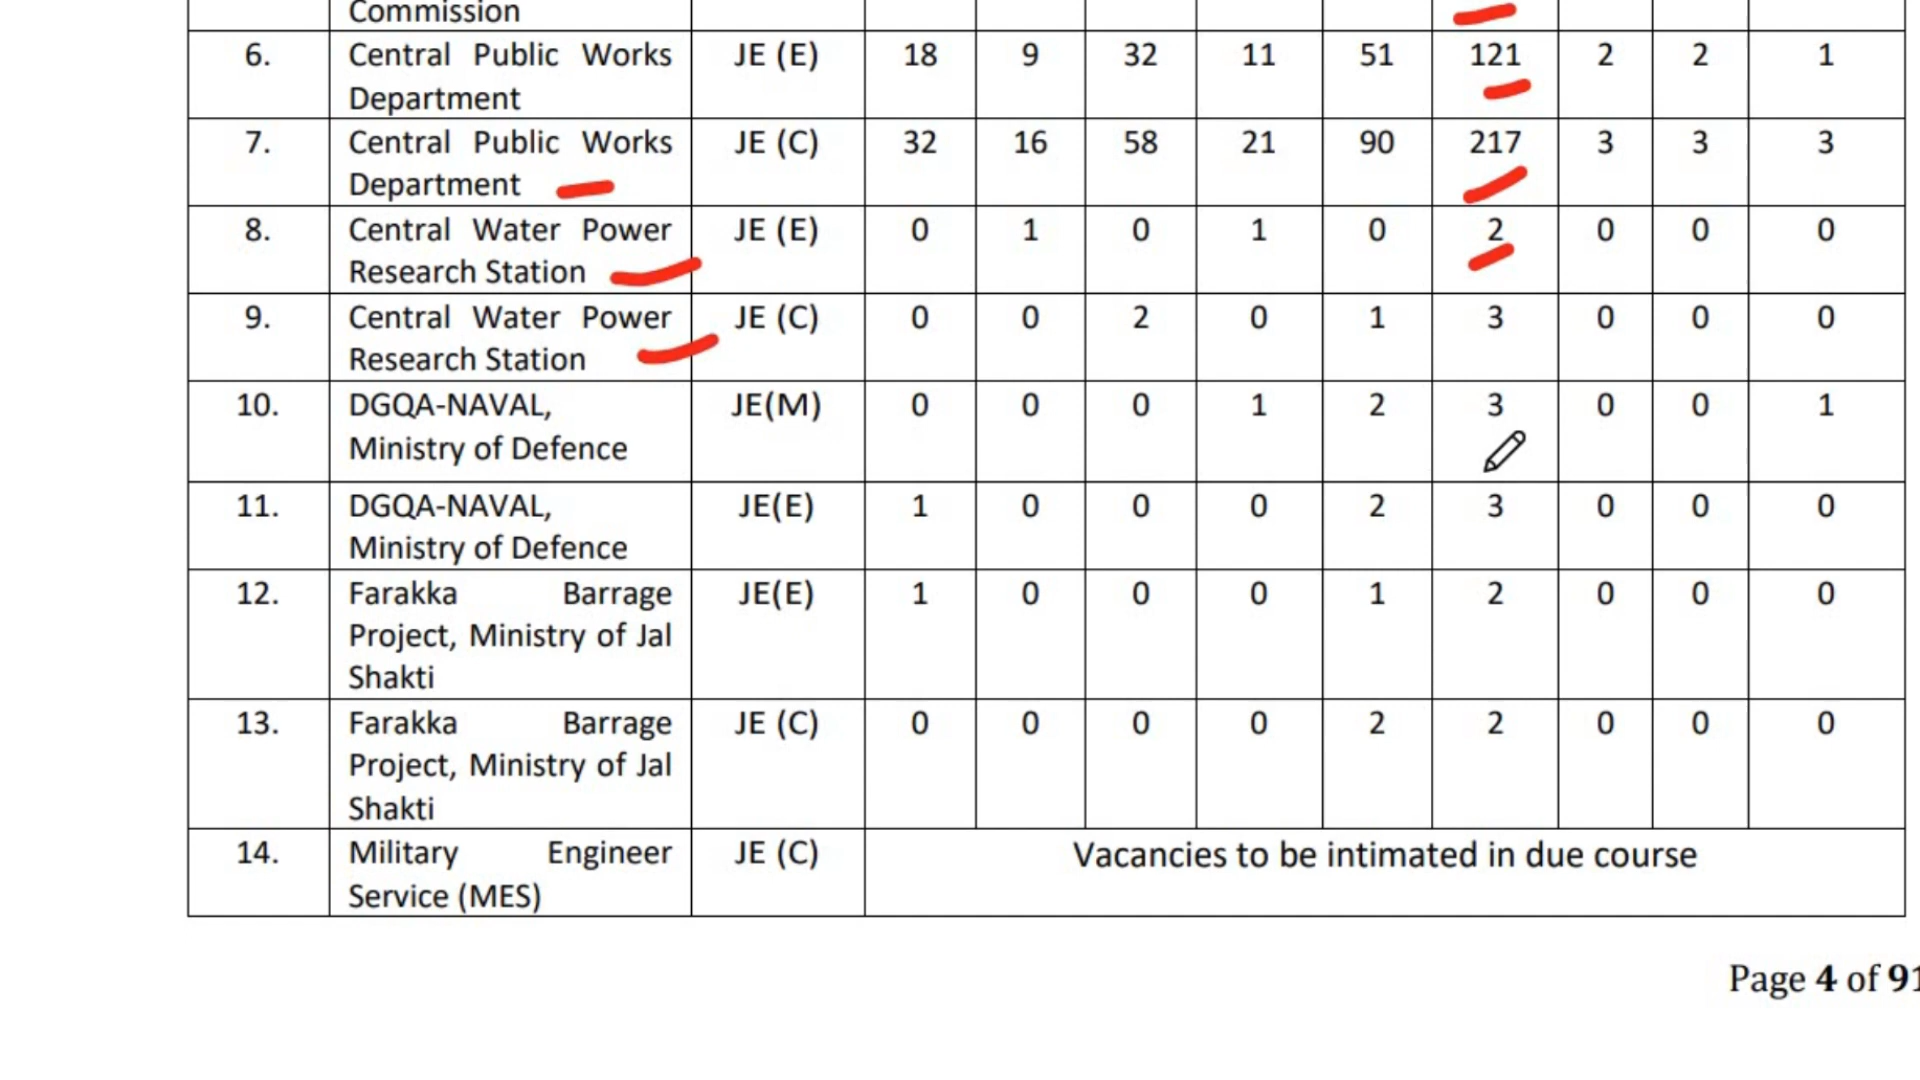 Commission
6. Central Public Works JE (E) 18 9 32 11 51 121 2 2 1
Department
7. Central Public Works JE (C) 32 16 58 21 90 217 3 3 3
Department
8. Central Water Power JE (E) 0 1 0 1 0 2 0 0 0
Research Station
9. Central Water Power JE (C) 0 0 2 0 1 3 0 0 0
Research Station
10. DGQA-NAVAL, JE(M) 0 0 0 1 2 3 0 0 1
Ministry of Defence
11. DGQA-NAVAL, JE(E) 1 0 0 0 2 3 0 0 0
Ministry of Defence
12. Farakka Barrage JE(E) 1 0 0 0 1 2 0 0 0
Project, Ministry of Jal
Shakti
13. Farakka Barrage JE (C) 0 0 0 0 2 2 0 0 0
Project, Ministry of Jal
Shakti
14. Military Engineer JE (C) Vacancies to be intimated in due course
Service (MES)
Page 4 of 91